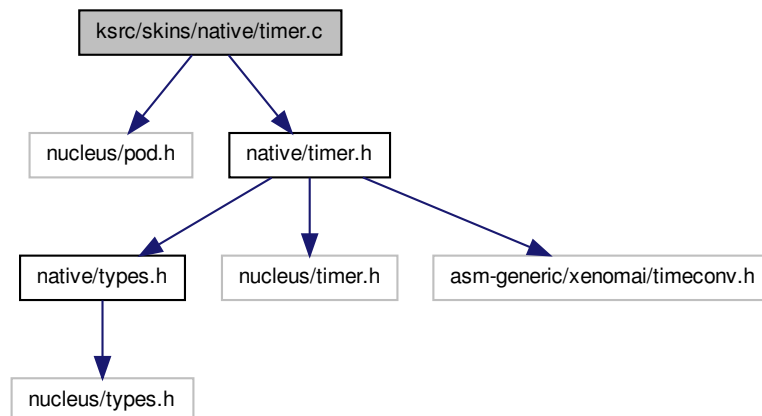 ksrc/skins/native/timer.c
nucleus/pod.h
native/timer.h
native/types.h
nucleus/timer.h
asm-generic/xenomai/timeconv.h
nucleus/types.h